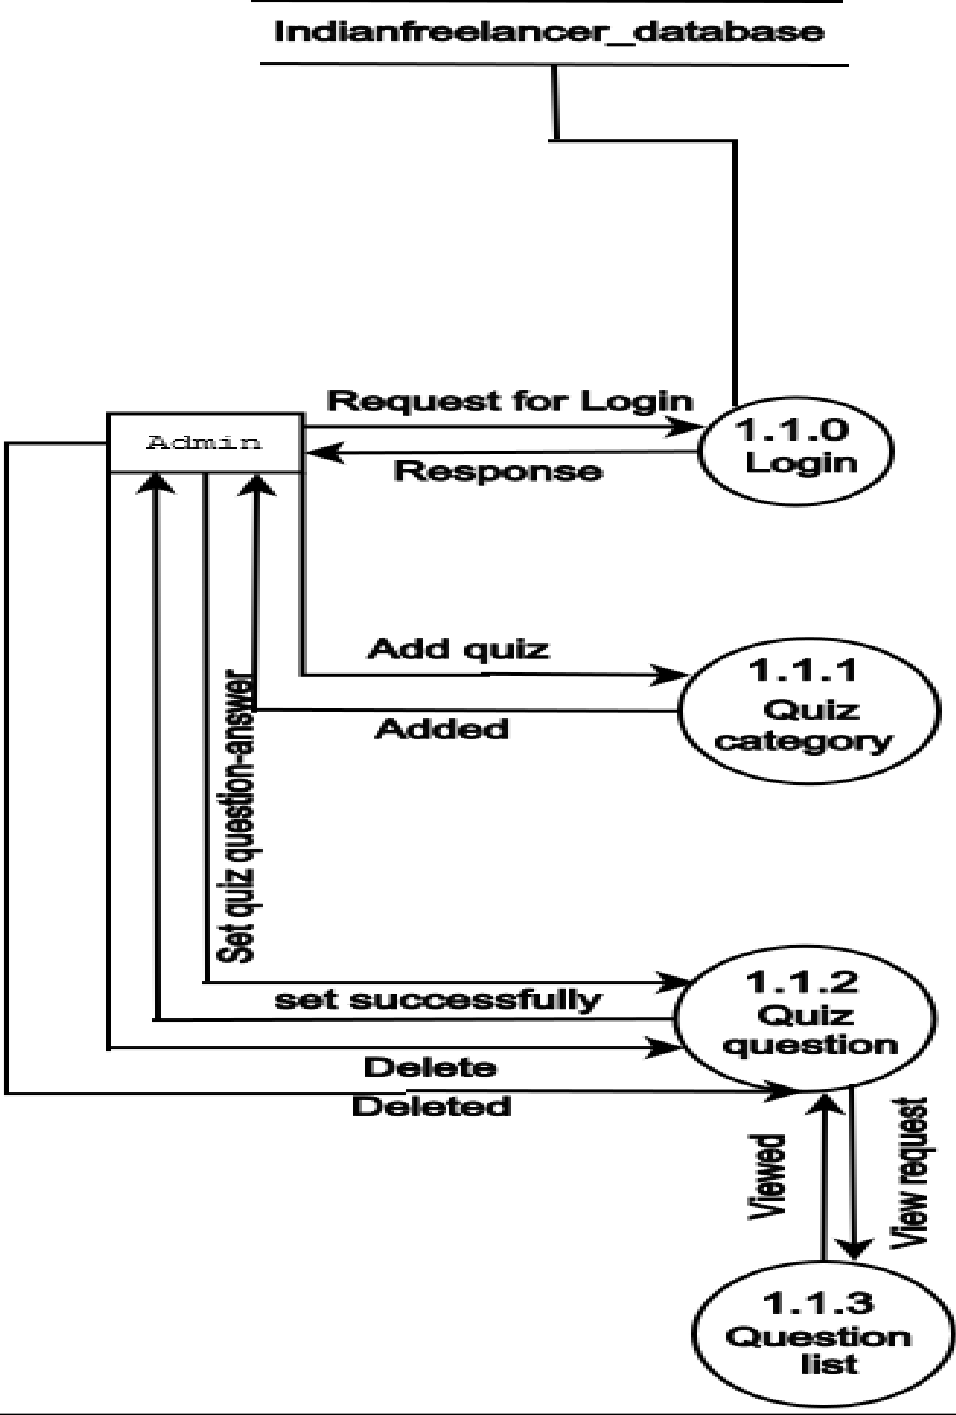 Indianfreelancer_database
Request for Login
Admin
1.1.0
Login
Response
Add quiz
1.1.1
Quiz
category
Added
Set quiz question-answer
1.1.2
Quiz
question
set successfully
Delete
Deleted
Viewed
View request
1.1.3
Question
list